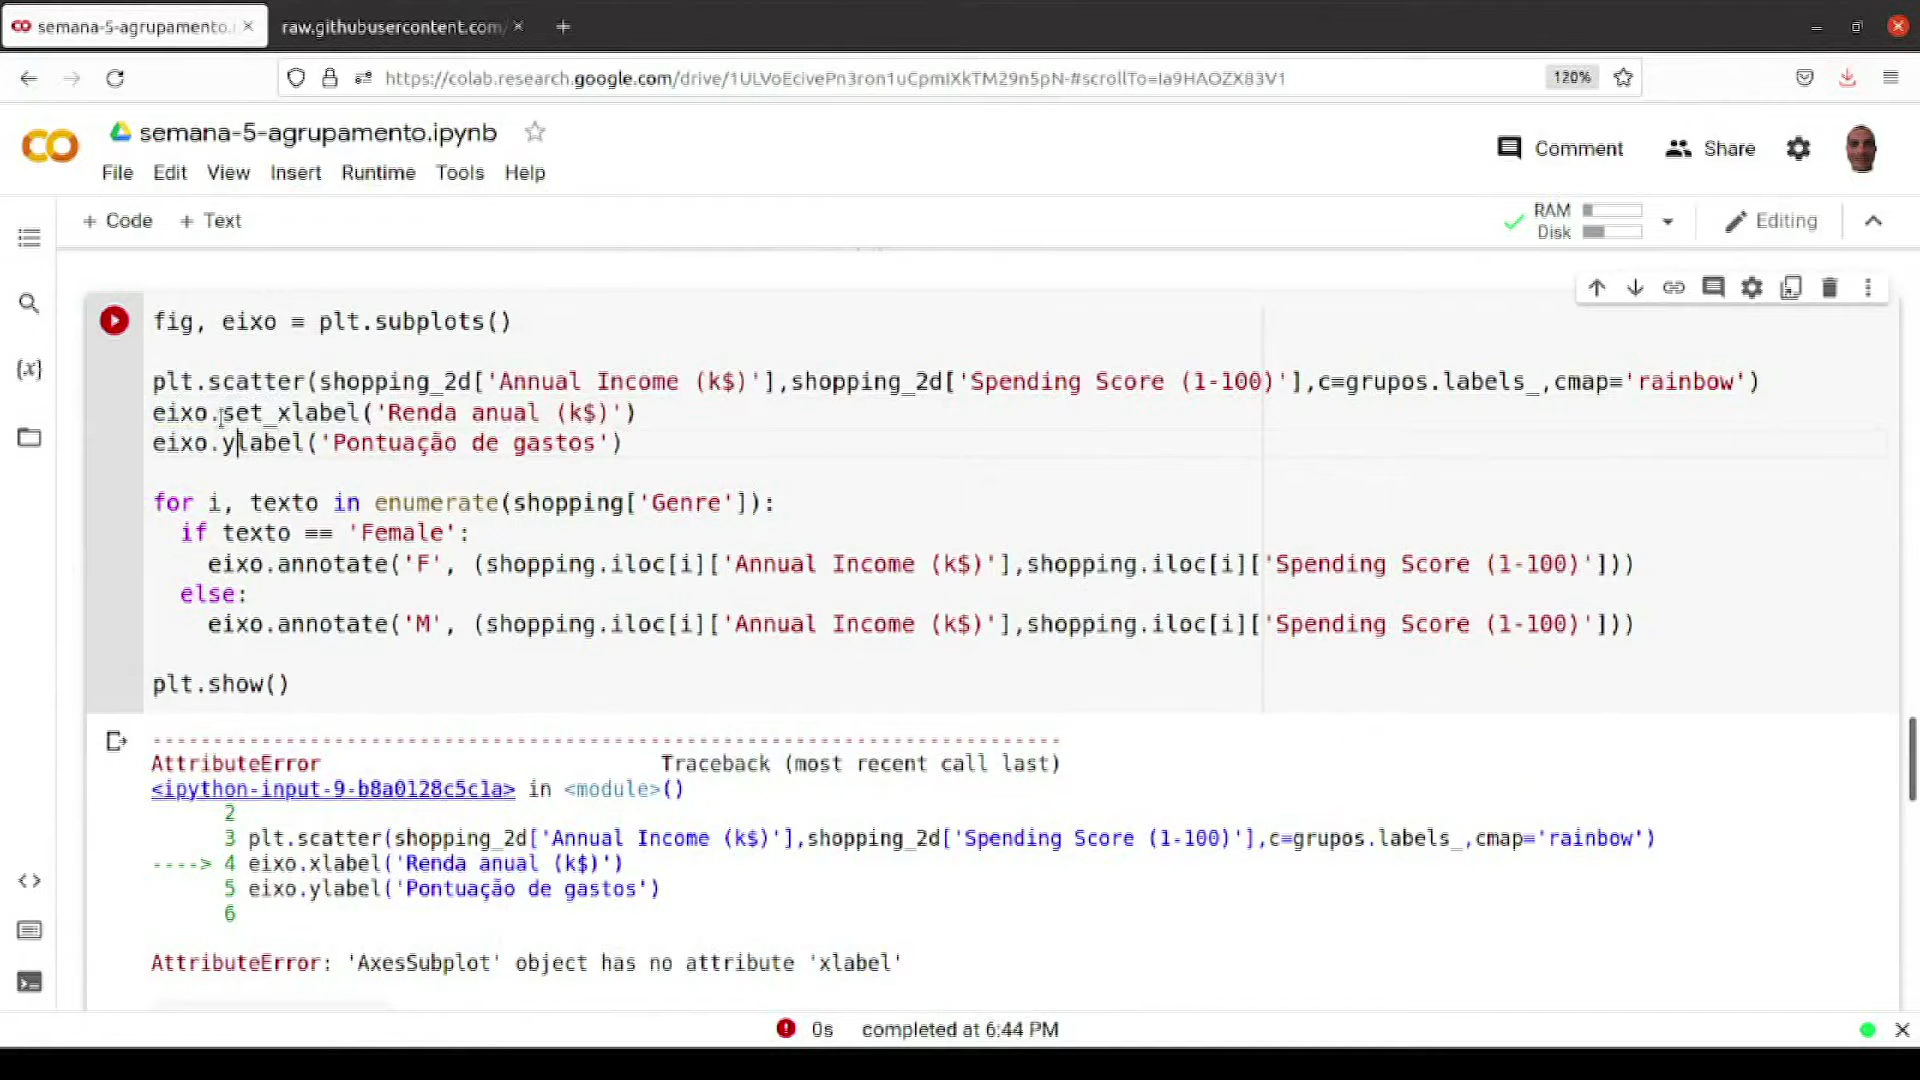 semana-5-agrupamento.
raw.githubusercontent.com/
https://colab.research.google.com/drive/1ULVoEcivePn3ron1uCpmIXkTM29n5pN-#scrollTo=Ia9HAOZX83V1
120%
semana-5-agrupamento.ipynb
File Edit View Insert Runtime Tools Help
Comment
Share
+ Code + Text
RAM
Disk
Editing
fig, eixo = plt.subplots()
plt.scatter(shopping_2d['Annual Income (k$)'],shopping_2d['Spending Score (1-100)'],c=grupos.labels_,cmap='rainbow')
eixo.set_xlabel('Renda anual (k$)')
eixo.ylabel('Pontuação de gastos')
for i, texto in enumerate(shopping['Genre']):
if texto == 'Female':
eixo.annotate('F', (shopping.iloc[i]['Annual Income (k$)'],shopping.iloc[i]['Spending Score (1-100)']))
else:
eixo.annotate('M', (shopping.iloc[i]['Annual Income (k$)'],shopping.iloc[i]['Spending Score (1-100)']))
plt.show()
---------------------------------------------------------------------------
AttributeError Traceback (most recent call last)
<ipython-input-9-b8a0128c5c1a> in <module>()
2
3 plt.scatter(shopping_2d['Annual Income (k$)'],shopping_2d['Spending Score (1-100)'],c=grupos.labels_,cmap='rainbow')
----> 4 eixo.xlabel('Renda anual (k$)')
5 eixo.ylabel('Pontuação de gastos')
6
AttributeError: 'AxesSubplot' object has no attribute 'xlabel'
0s completed at 6:44 PM